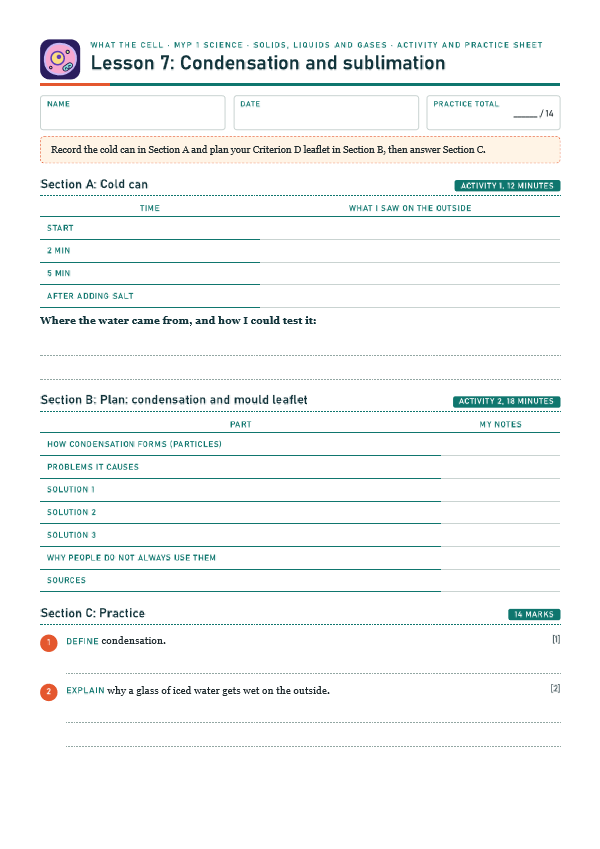 WHAT THE CELL · MYP 1 SCIENCE · SOLIDS, LIQUIDS AND GASES · ACTIVITY AND PRACTICE SHEET
Lesson 7: Condensation and sublimation
NAME
DATE
PRACTICE TOTAL
_____ / 14
Record the cold can in Section A and plan your Criterion D leaflet in Section B, then answer Section C.
Section A: Cold can
ACTIVITY 1, 12 MINUTES
TIME
WHAT I SAW ON THE OUTSIDE
START
2 MIN
5 MIN
AFTER ADDING SALT
Where the water came from, and how I could test it:
Section B: Plan: condensation and mould leaflet
ACTIVITY 2, 18 MINUTES
PART
MY NOTES
HOW CONDENSATION FORMS (PARTICLES)
PROBLEMS IT CAUSES
SOLUTION 1
SOLUTION 2
SOLUTION 3
WHY PEOPLE DO NOT ALWAYS USE THEM
SOURCES
Section C: Practice
14 MARKS
1 DEFINE condensation. [1]
2 EXPLAIN why a glass of iced water gets wet on the outside. [2]